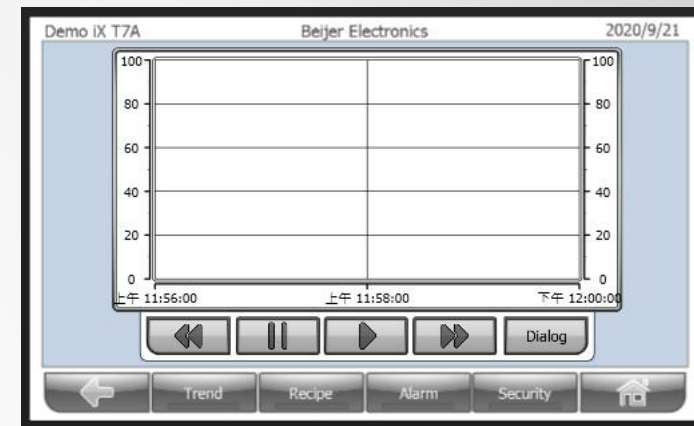 Demo iX T7A Beijer Electronics 2020/9/21
100 100
80 80
60 60
40 40
20 20
0 0
上午 11:56:00 上午 11:58:00 下午 12:00:00
Dialog
Trend Recipe Alarm Security